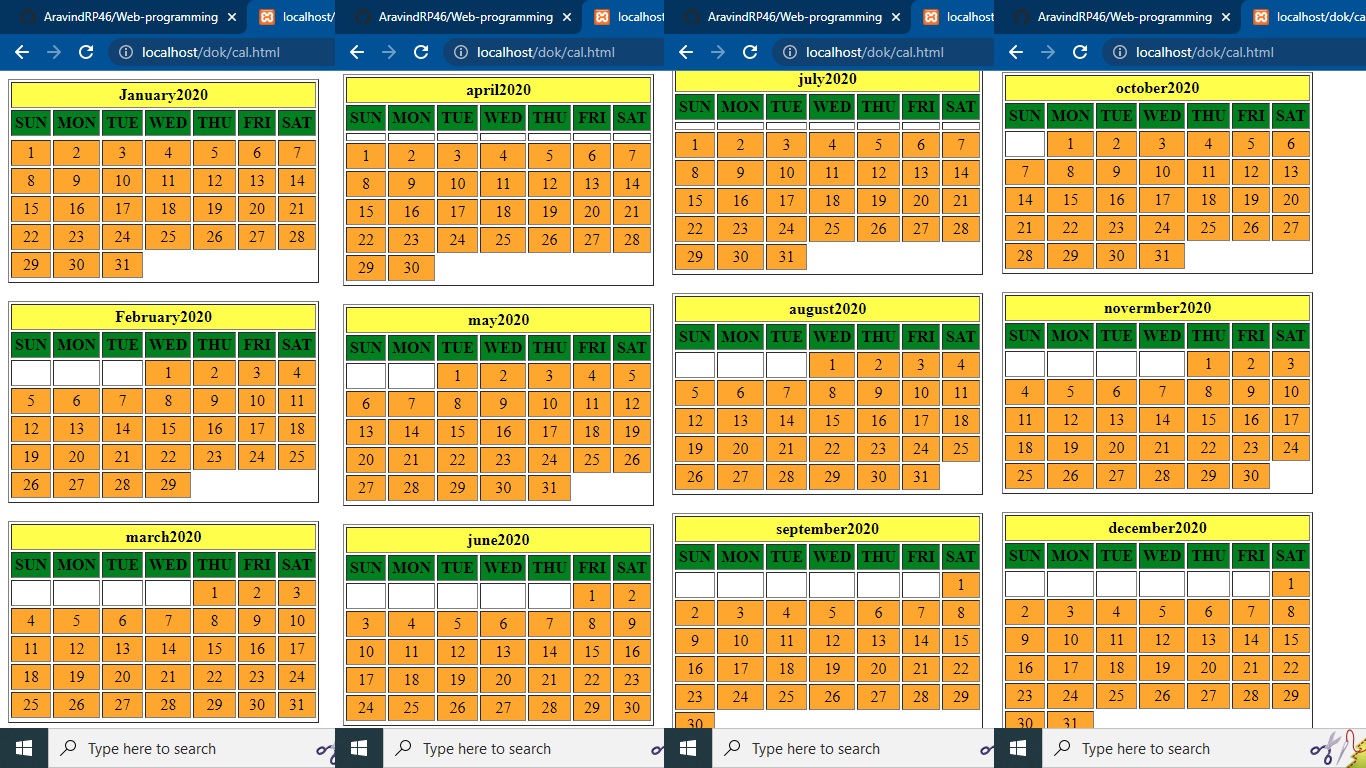 AravindRP46/Web-programming × localhost/
localhost/dok/cal.html
January2020
SUN MON TUE WED THU FRI SAT
1 2 3 4 5 6 7
8 9 10 11 12 13 14
15 16 17 18 19 20 21
22 23 24 25 26 27 28
29 30 31
February2020
SUN MON TUE WED THU FRI SAT
1 2 3 4
5 6 7 8 9 10 11
12 13 14 15 16 17 18
19 20 21 22 23 24 25
26 27 28 29
march2020
SUN MON TUE WED THU FRI SAT
1 2 3
4 5 6 7 8 9 10
11 12 13 14 15 16 17
18 19 20 21 22 23 24
25 26 27 28 29 30 31
Type here to search
AravindRP46/Web-programming × localhos
localhost/dok/cal.html
april2020
SUN MON TUE WED THU FRI SAT
1 2 3 4 5 6 7
8 9 10 11 12 13 14
15 16 17 18 19 20 21
22 23 24 25 26 27 28
29 30
may2020
SUN MON TUE WED THU FRI SAT
1 2 3 4 5
6 7 8 9 10 11 12
13 14 15 16 17 18 19
20 21 22 23 24 25 26
27 28 29 30 31
june2020
SUN MON TUE WED THU FRI SAT
1 2
3 4 5 6 7 8 9
10 11 12 13 14 15 16
17 18 19 20 21 22 23
24 25 26 27 28 29 30
Type here to search
AravindRP46/Web-programming × localhost
localhost/dok/cal.html
july2020
SUN MON TUE WED THU FRI SAT
1 2 3 4 5 6 7
8 9 10 11 12 13 14
15 16 17 18 19 20 21
22 23 24 25 26 27 28
29 30 31
august2020
SUN MON TUE WED THU FRI SAT
1 2 3 4
5 6 7 8 9 10 11
12 13 14 15 16 17 18
19 20 21 22 23 24 25
26 27 28 29 30 31
september2020
SUN MON TUE WED THU FRI SAT
1
2 3 4 5 6 7 8
9 10 11 12 13 14 15
16 17 18 19 20 21 22
23 24 25 26 27 28 29
30
Type here to search
AravindRP46/Web-programming × localhost/dok/ca
localhost/dok/cal.html
october2020
SUN MON TUE WED THU FRI SAT
1 2 3 4 5 6
7 8 9 10 11 12 13
14 15 16 17 18 19 20
21 22 23 24 25 26 27
28 29 30 31
novermber2020
SUN MON TUE WED THU FRI SAT
1 2 3
4 5 6 7 8 9 10
11 12 13 14 15 16 17
18 19 20 21 22 23 24
25 26 27 28 29 30
december2020
SUN MON TUE WED THU FRI SAT
1
2 3 4 5 6 7 8
9 10 11 12 13 14 15
16 17 18 19 20 21 22
23 24 25 26 27 28 29
30 31
Type here to search